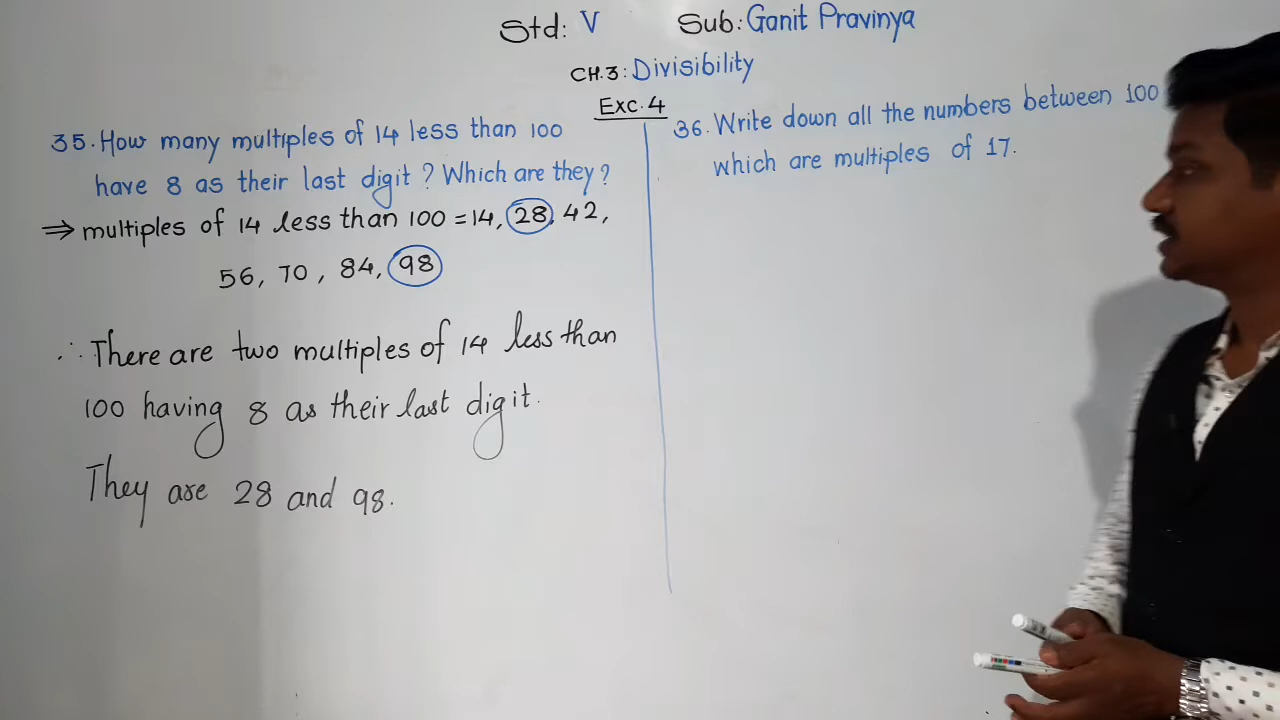 Std: V Sub: Ganit Pravinya
CH.3: Divisibility
Exc. 4
35. How many multiples of 14 less than 100
have 8 as their last digit? Which are they?
⇒ multiples of 14 less than 100 = 14, 28, 42,
56, 70, 84, 98
∴ There are two multiples of 14 less than
100 having 8 as their last digit.
They are 28 and 98.
36. Write down all the numbers between 100
which are multiples of 17.